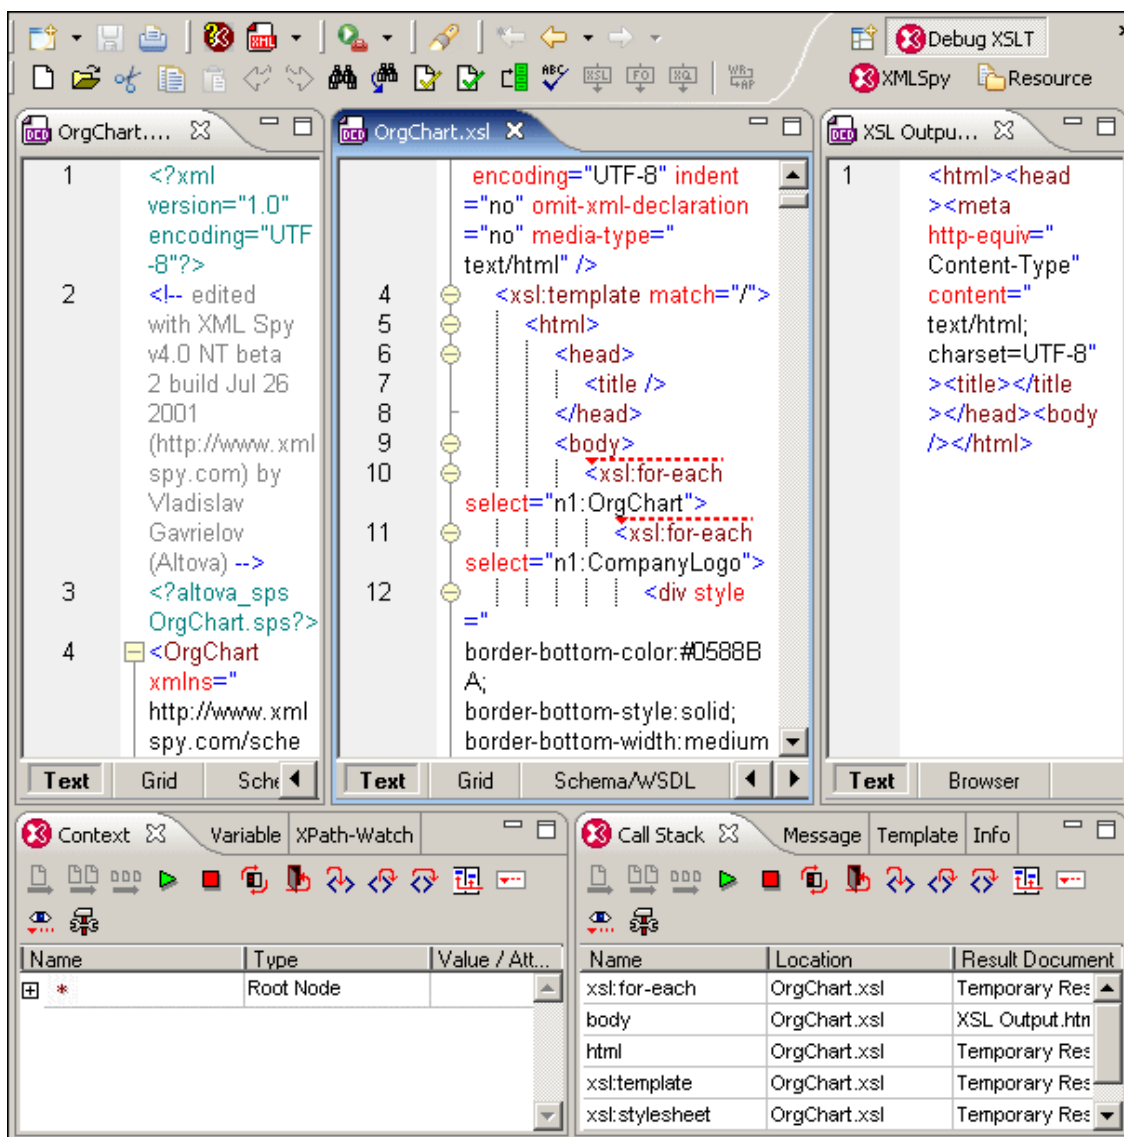 Debug XSLT
XMLSpy Resource
OrgChart....
1 <?xml
version="1.0"
encoding="UTF
-8"?>
2 <!-- edited
with XML Spy
v4.0 NT beta
2 build Jul 26
2001
(http://www.xml
spy.com) by
Vladislav
Gavrielov
(Altova) -->
3 <?altova_sps
OrgChart.sps?>
4 <OrgChart
xmlns="
http://www.xml
spy.com/sche
Text Grid Sche
OrgChart.xsl
encoding="UTF-8" indent
="no" omit-xml-declaration
="no" media-type="
text/html" />
4 <xsl:template match="/">
5 <html>
6 <head>
7 <title />
8 </head>
9 <body>
10 <xsl:for-each
select="n1:OrgChart">
11 <xsl:for-each
select="n1:CompanyLogo">
12 <div style
="
border-bottom-color:#0588B
A;
border-bottom-style:solid;
border-bottom-width:medium
Text Grid Schema/WSDL
XSL Outpu...
1 <html><head
><meta
http-equiv="
Content-Type"
content="
text/html;
charset=UTF-8"
><title></title
></head><body
/></html>
Text Browser
Context Variable XPath-Watch
Name Type Value / Att...
* Root Node
Call Stack Message Template Info
Name Location Result Document
xsl:for-each OrgChart.xsl Temporary Res
body OrgChart.xsl XSL Output.htm
html OrgChart.xsl Temporary Res
xsl:template OrgChart.xsl Temporary Res
xsl:stylesheet OrgChart.xsl Temporary Res